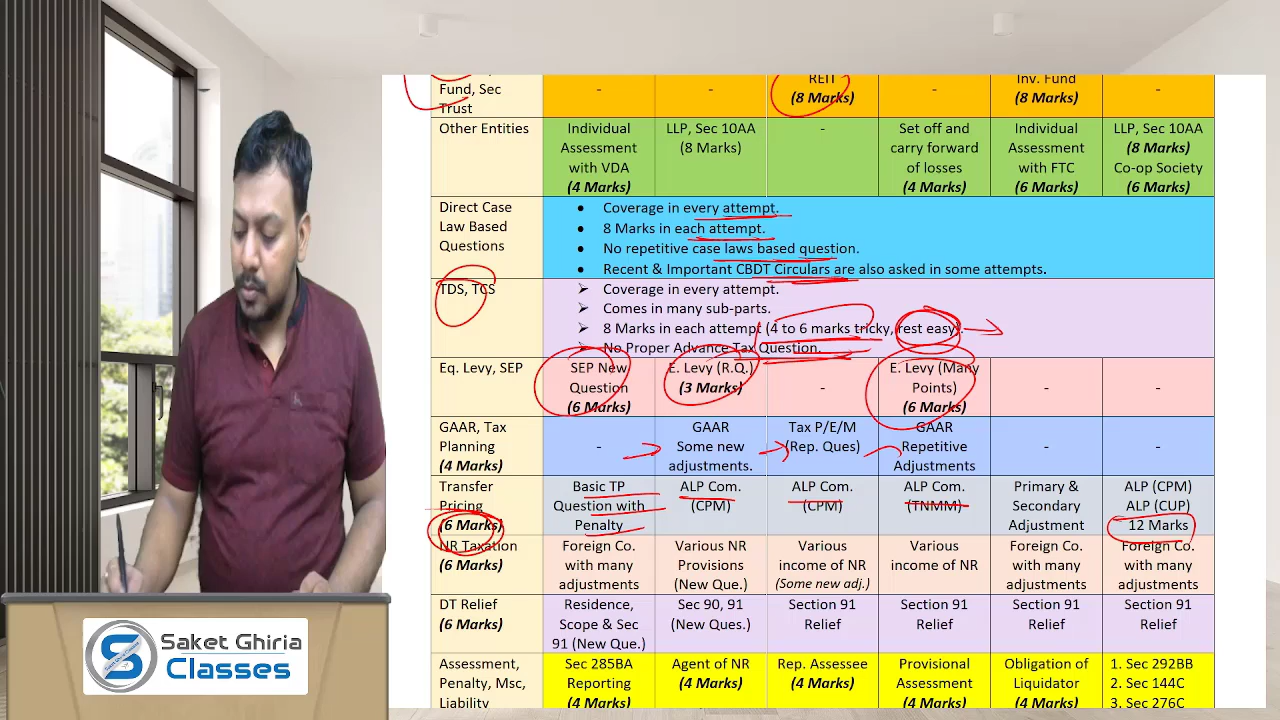 REIT
Inv. Fund
Fund, Sec
Trust
-
-
(8 Marks)
-
(8 Marks)
-
Other Entities
Individual
Assessment
with VDA
(4 Marks)
LLP, Sec 10AA
(8 Marks)
-
Set off and
carry forward
of losses
(4 Marks)
Individual
Assessment
with FTC
(6 Marks)
LLP, Sec 10AA
(8 Marks)
Co-op Society
(6 Marks)
Direct Case
Law Based
Questions
• Coverage in every attempt.
• 8 Marks in each attempt.
• No repetitive case laws based question.
• Recent & Important CBDT Circulars are also asked in some attempts.
TDS, TCS
➢ Coverage in every attempt.
➢ Comes in many sub-parts.
➢ 8 Marks in each attempt (4 to 6 marks tricky, rest easy).
➢ No Proper Advance Tax Question.
Eq. Levy, SEP
SEP New
Question
(6 Marks)
E. Levy (R.Q.)
(3 Marks)
-
E. Levy (Many
Points)
(6 Marks)
-
-
GAAR, Tax
Planning
(4 Marks)
-
GAAR
Some new
adjustments.
Tax P/E/M
(Rep. Ques)
GAAR
Repetitive
Adjustments
-
-
Transfer
Pricing
(6 Marks)
Basic TP
Question with
Penalty
ALP Com.
(CPM)
ALP Com.
(CPM)
ALP Com.
(TNMM)
Primary &
Secondary
Adjustment
ALP (CPM)
ALP (CUP)
12 Marks
NR Taxation
(6 Marks)
Foreign Co.
with many
adjustments
Various NR
Provisions
(New Que.)
Various
income of NR
(Some new adj.)
Various
income of NR
Foreign Co.
with many
adjustments
Foreign Co.
with many
adjustments
DT Relief
(6 Marks)
Residence,
Scope & Sec
91 (New Que.)
Sec 90, 91
(New Ques.)
Section 91
Relief
Section 91
Relief
Section 91
Relief
Section 91
Relief
Assessment,
Penalty, Msc,
Liability
Sec 285BA
Reporting
(4 Marks)
Agent of NR
(4 Marks)
Rep. Assessee
(4 Marks)
Provisional
Assessment
(4 Marks)
Obligation of
Liquidator
(4 Marks)
1. Sec 292BB
2. Sec 144C
3. Sec 276C
Saket Ghiria
Classes